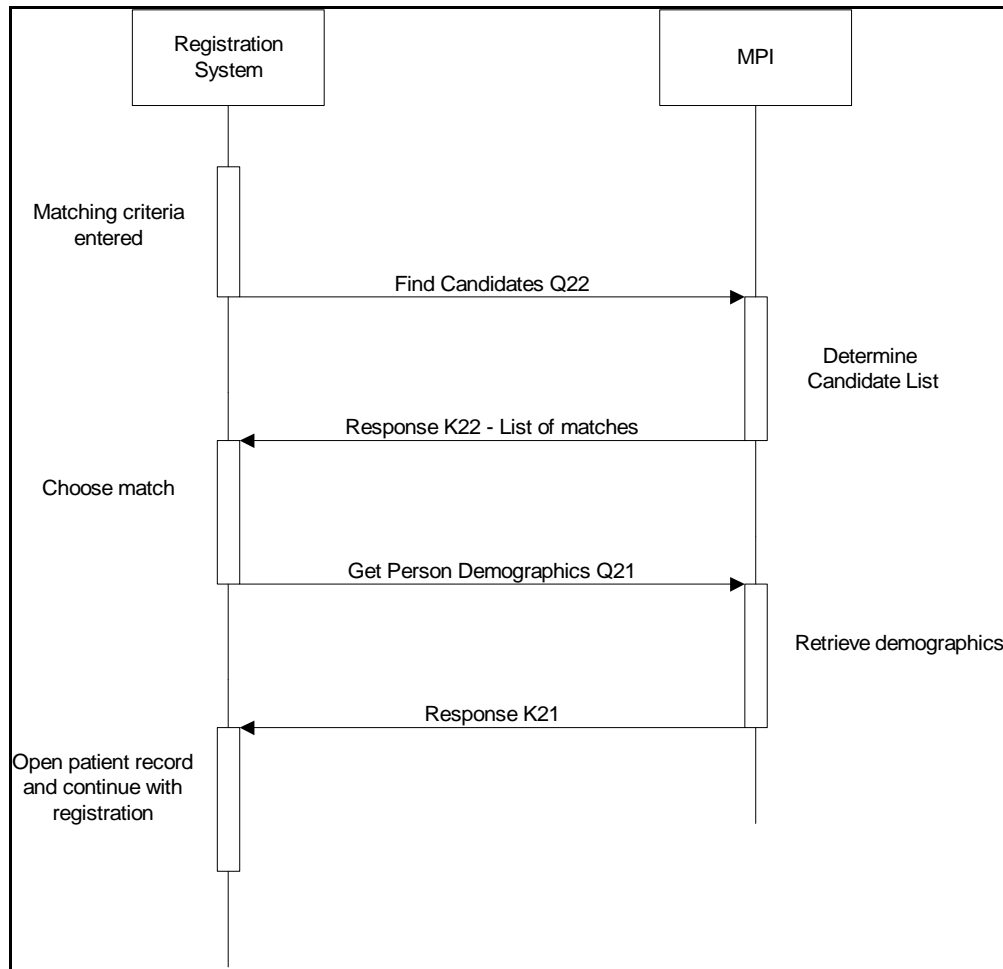 Registration
System
MPI
Matching criteria
entered
Find Candidates Q22
Determine
Candidate List
Response K22 - List of matches
Choose match
Get Person Demographics Q21
Retrieve demographics
Response K21
Open patient record
and continue with
registration